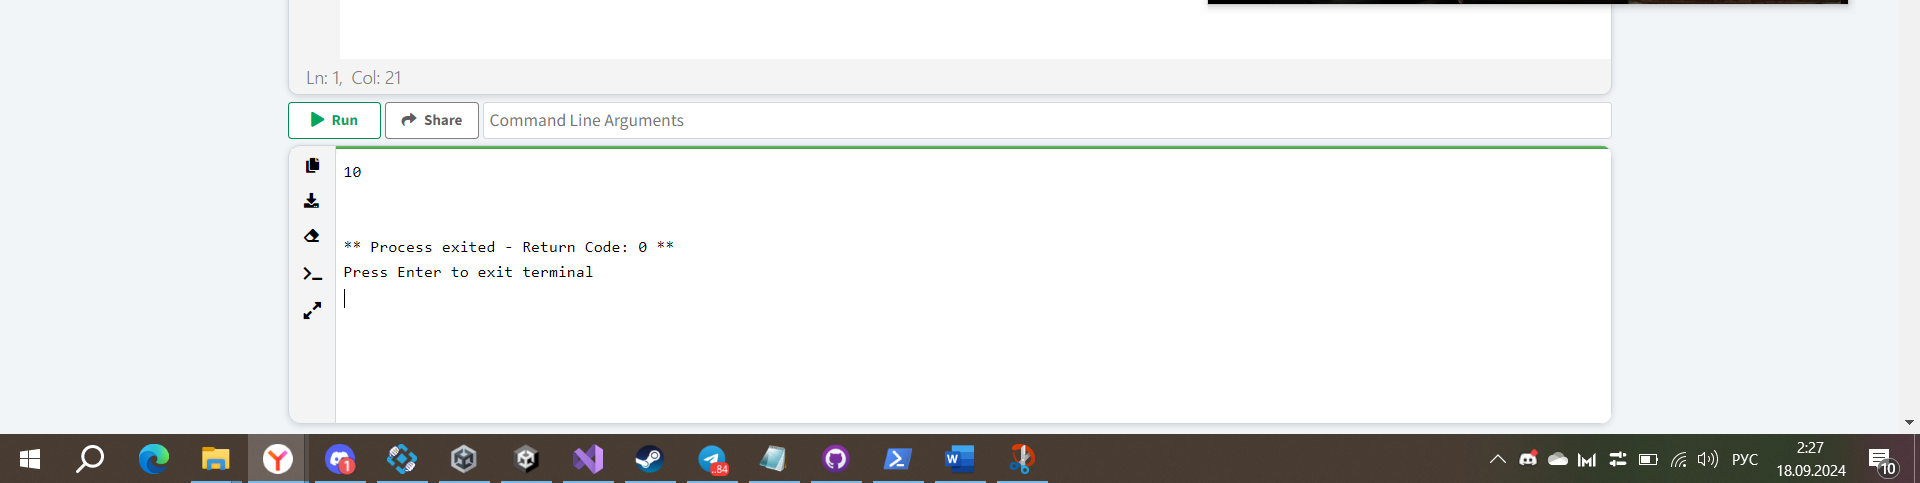 Ln: 1, Col: 21
Run
Share
Command Line Arguments
10
** Process exited - Return Code: 0 **
Press Enter to exit terminal
1
..84
W
РУС
2:27
18.09.2024
10